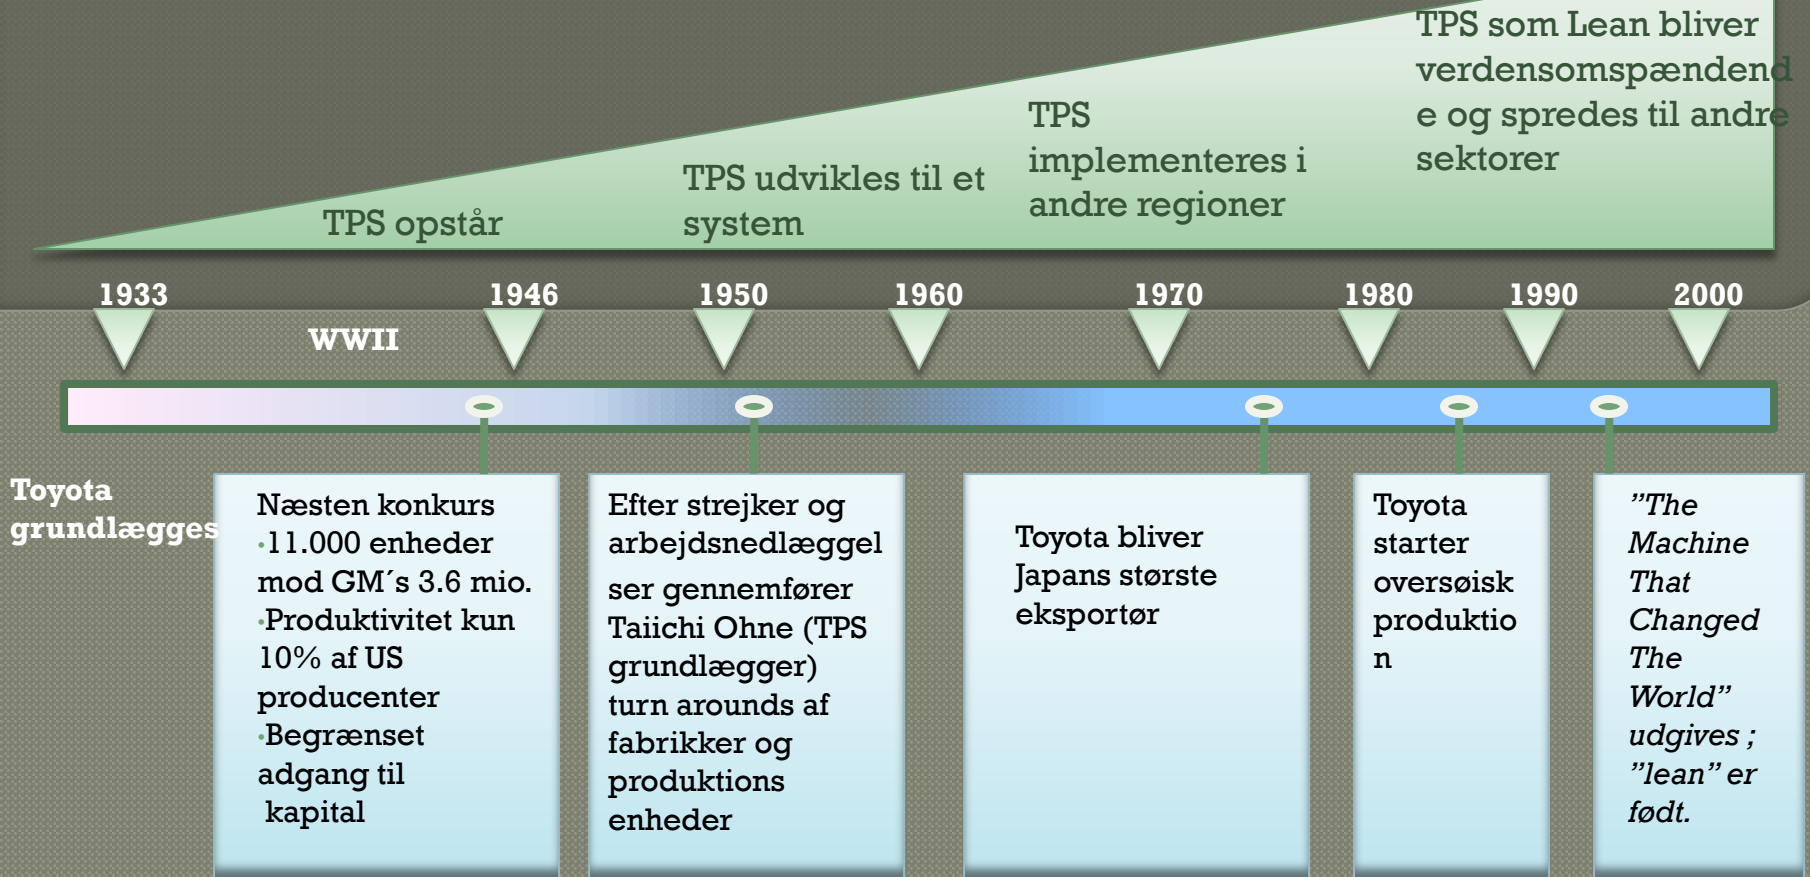 TPS opstår
TPS udvikles til et
system
TPS
implementeres i
andre regioner
TPS som Lean bliver
verdensomspændend
e og spredes til andre
sektorer
1933
1946
1950
1960
1970
1980
1990
2000
WWII
Toyota
grundlægges
Næsten konkurs
•11.000 enheder
mod GM´s 3.6 mio.
•Produktivitet kun
10% af US
producenter
•Begrænset
adgang til
kapital
Efter strejker og
arbejdsnedlæggel
ser gennemfører
Taiichi Ohne (TPS
grundlægger)
turn arounds af
fabrikker og
produktions
enheder
Toyota bliver
Japans største
eksportør
Toyota
starter
oversøisk
produktio
n
”The
Machine
That
Changed
The
World”
udgives ;
”lean” er
født.